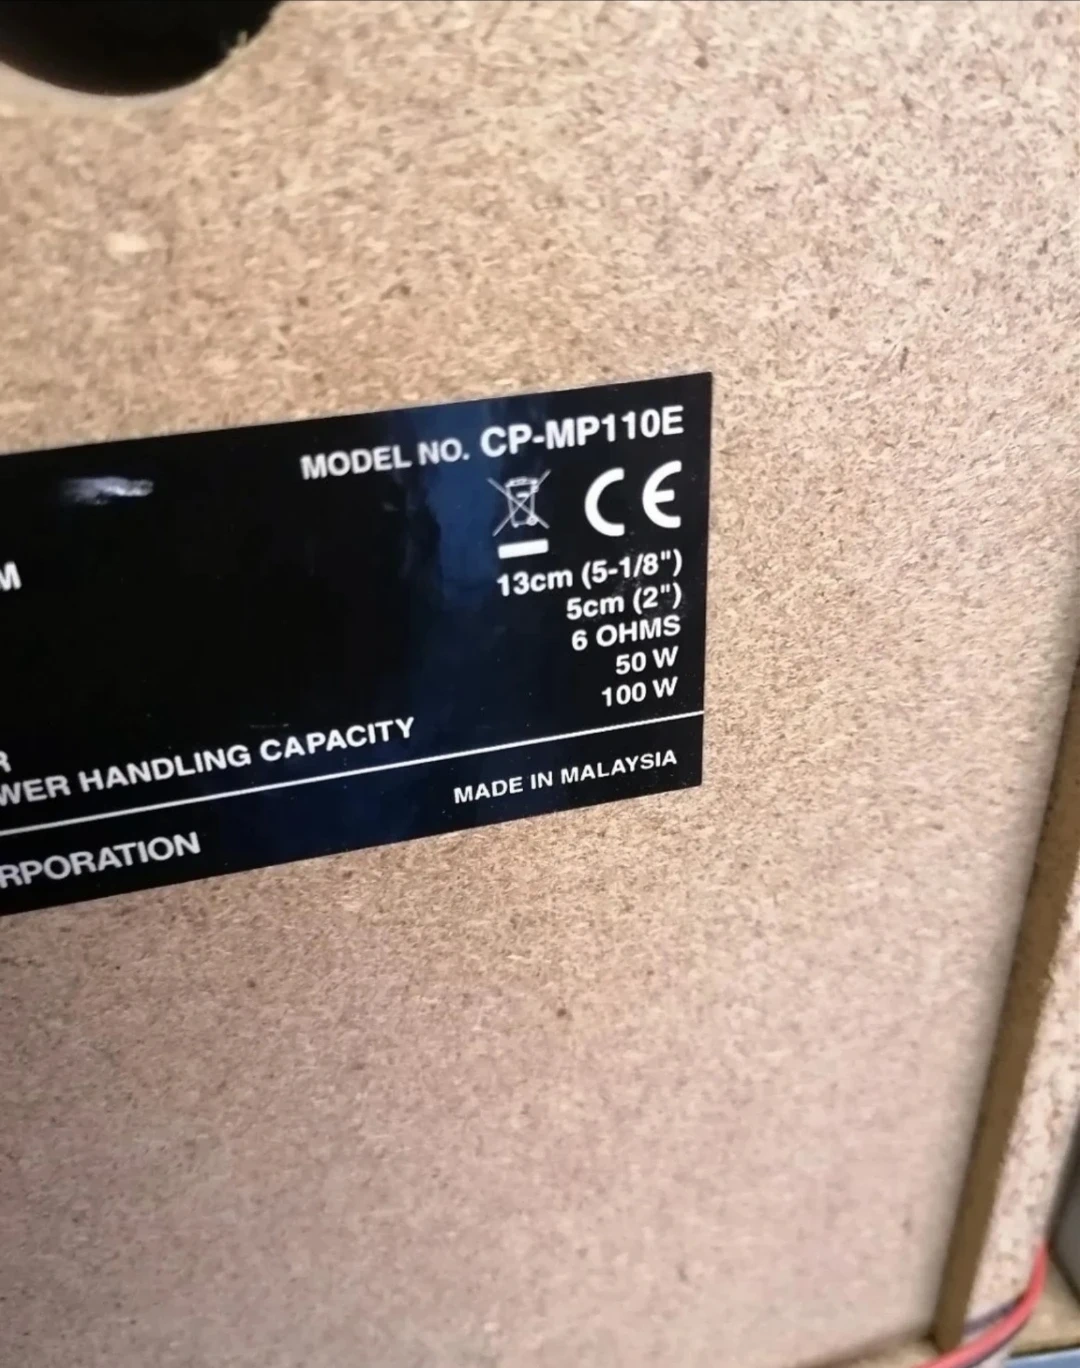 MODEL NO. CP-MP110E
CE
M
13cm (5-1/8")
5cm (2")
6 OHMS
50 W
R
100 W
WER HANDLING CAPACITY
MADE IN MALAYSIA
RPORATION